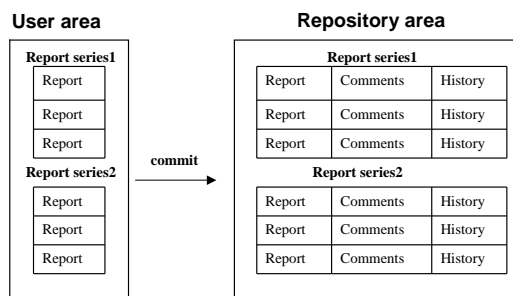 User area
Repository area
Report series1
Report
Report
Report
Report series2
Report
Report
Report
commit
Report series1
Report Comments History
Report Comments History
Report Comments History
Report series2
Report Comments History
Report Comments History
Report Comments History